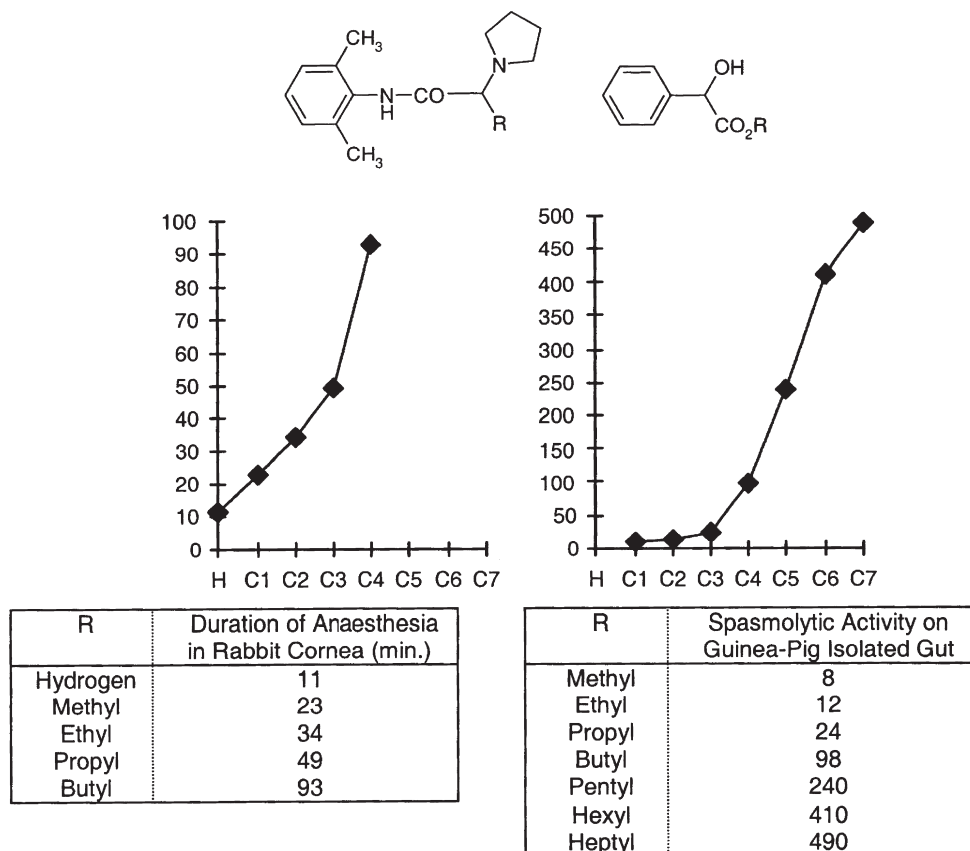 CH3
N
N
H
CO
R
CH3
OH
CO2R
100
90
80
70
60
50
40
30
20
10
0
H C1 C2 C3 C4 C5 C6 C7
500
450
400
350
300
250
200
150
100
50
0
H C1 C2 C3 C4 C5 C6 C7
R Duration of Anaesthesia
in Rabbit Cornea (min.)
Hydrogen 11
Methyl 23
Ethyl 34
Propyl 49
Butyl 93
R Spasmolytic Activity on
Guinea-Pig Isolated Gut
Methyl 8
Ethyl 12
Propyl 24
Butyl 98
Pentyl 240
Hexyl 410
Heptyl 490